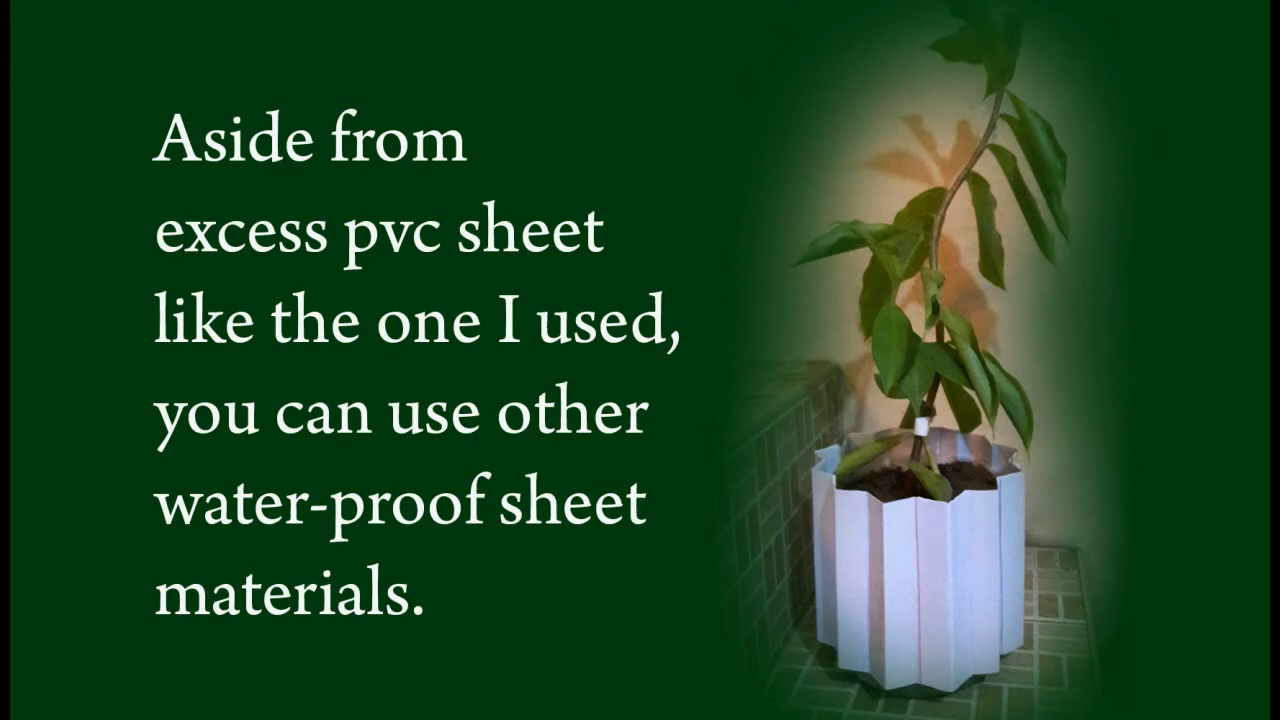 Aside from
excess pvc sheet
like the one I used,
you can use other
water-proof sheet
materials.